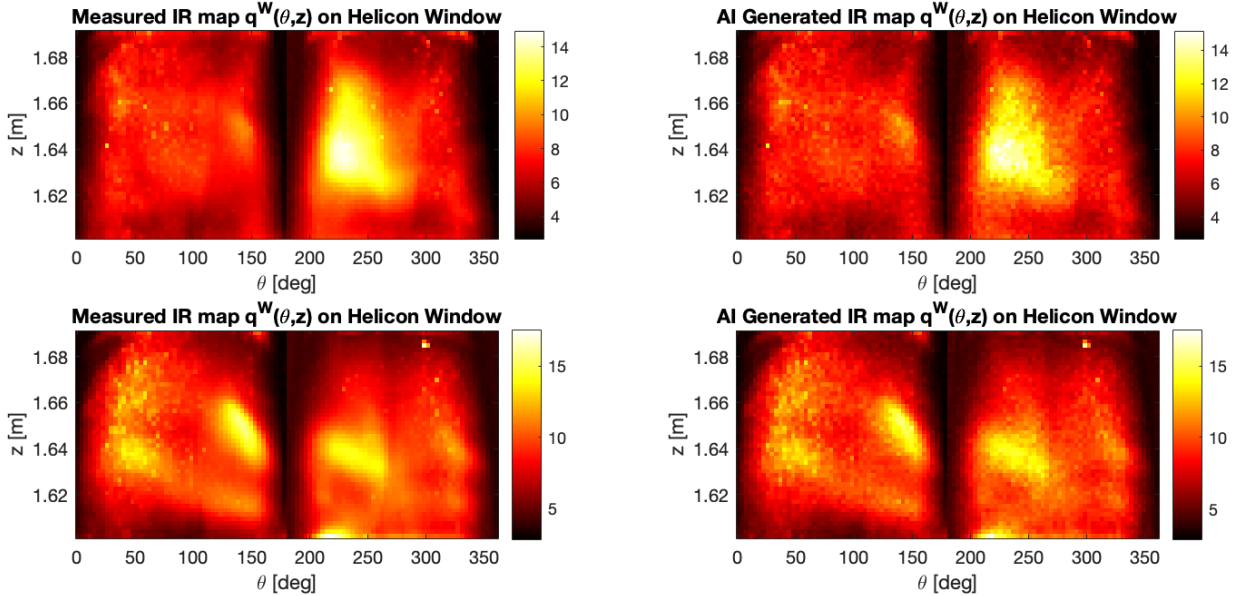 Measured IR map q^W(θ,z) on Helicon Window
AI Generated IR map q^W(θ,z) on Helicon Window
z [m]
1.68
1.66
1.64
1.62
0 50 100 150 200 250 300 350
θ [deg]
14
12
10
8
6
4
z [m]
1.68
1.66
1.64
1.62
0 50 100 150 200 250 300 350
θ [deg]
14
12
10
8
6
4
Measured IR map q^W(θ,z) on Helicon Window
AI Generated IR map q^W(θ,z) on Helicon Window
z [m]
1.68
1.66
1.64
1.62
0 50 100 150 200 250 300 350
θ [deg]
15
10
5
z [m]
1.68
1.66
1.64
1.62
0 50 100 150 200 250 300 350
θ [deg]
15
10
5